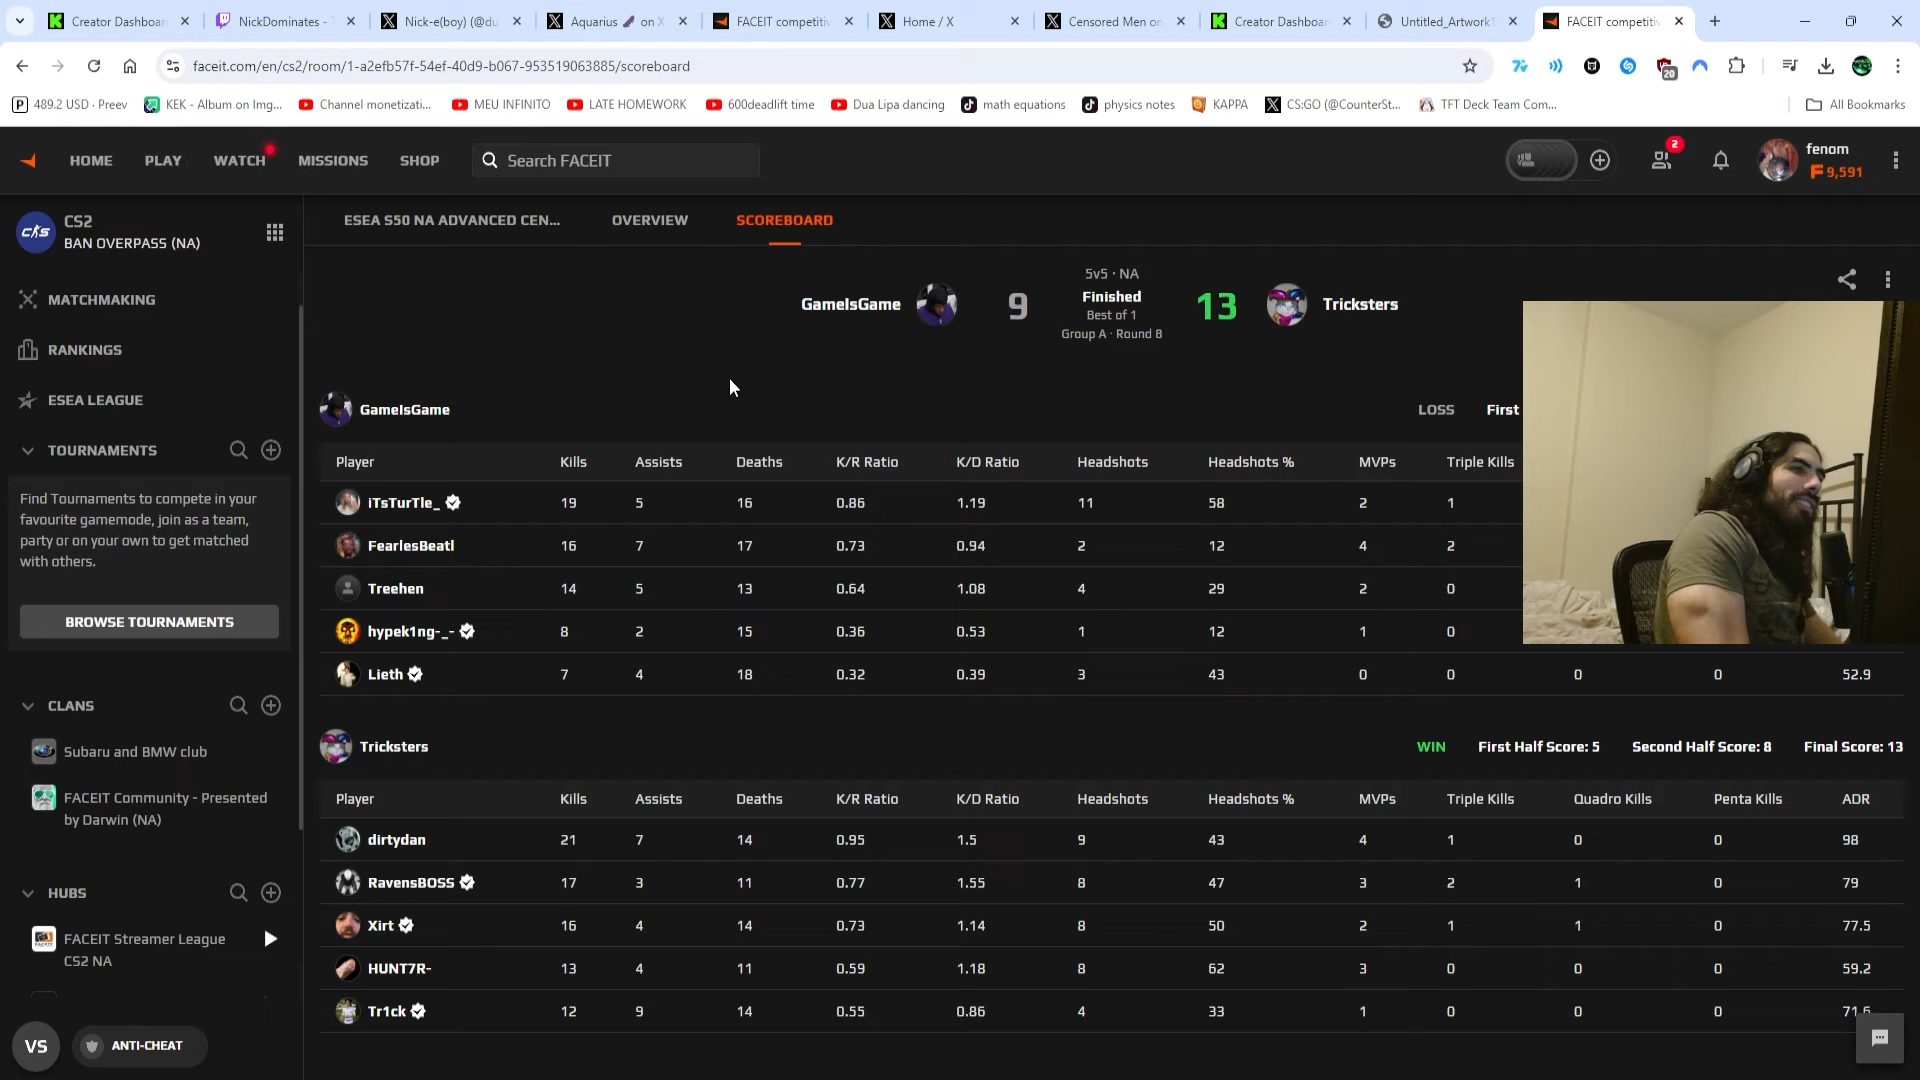 Creator Dashboar
NickDominates -
Nick-e(boy) (@du
Aquarius on X
FACEIT competitiv
Home / X
Censored Men on
Creator Dashboar
Untitled_Artwork
FACEIT competitiv
faceit.com/en/cs2/room/1-a2efb57f-54ef-40d9-b067-953519063885/scoreboard
20
489.2 USD · Preev
KEK - Album on Img...
Channel monetizati...
MEU INFINITO
LATE HOMEWORK
600deadlift time
Dua Lipa dancing
math equations
physics notes
KAPPA
CS:GO (@CounterSt...
TFT Deck Team Com...
All Bookmarks
HOME PLAY WATCH MISSIONS SHOP
Search FACEIT
2
fenom
9,591
CS2
BAN OVERPASS (NA)
MATCHMAKING
RANKINGS
ESEA LEAGUE
TOURNAMENTS
Find Tournaments to compete in your
favourite gamemode, join as a team,
party or on your own to get matched
with others.
BROWSE TOURNAMENTS
CLANS
Subaru and BMW club
FACEIT Community - Presented
by Darwin (NA)
HUBS
FACEIT Streamer League
CS2 NA
VS
ANTI-CHEAT
ESEA S50 NA ADVANCED CEN... OVERVIEW SCOREBOARD
5v5 · NA
GameIsGame 9 Finished 13 Tricksters
Best of 1
Group A · Round 8
GameIsGame LOSS First
Player Kills Assists Deaths K/R Ratio K/D Ratio Headshots Headshots % MVPs Triple Kills
iTsTurTle_ 19 5 16 0.86 1.19 11 58 2 1
FearlesBeatl 16 7 17 0.73 0.94 2 12 4 2
Treehen 14 5 13 0.64 1.08 4 29 2 0
hypek1ng-_- 8 2 15 0.36 0.53 1 12 1 0
Lieth 7 4 18 0.32 0.39 3 43 0 0 0 0 52.9
Tricksters WIN First Half Score: 5 Second Half Score: 8 Final Score: 13
Player Kills Assists Deaths K/R Ratio K/D Ratio Headshots Headshots % MVPs Triple Kills Quadro Kills Penta Kills ADR
dirtydan 21 7 14 0.95 1.5 9 43 4 1 0 0 98
RavensBOSS 17 3 11 0.77 1.55 8 47 3 2 1 0 79
Xirt 16 4 14 0.73 1.14 8 50 2 1 1 0 77.5
HUNT7R- 13 4 11 0.59 1.18 8 62 3 0 0 0 59.2
Tr1ck 12 9 14 0.55 0.86 4 33 1 0 0 0 71.6